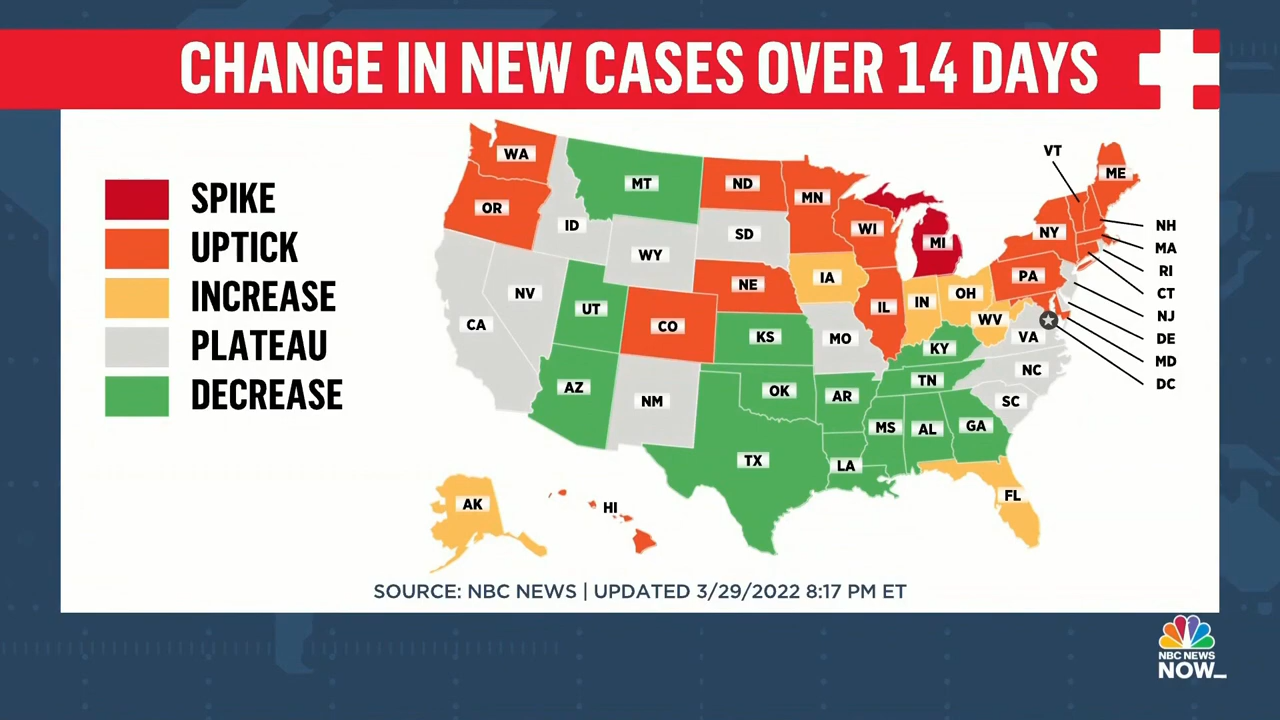 CHANGE IN NEW CASES OVER 14 DAYS
SPIKE
UPTICK
INCREASE
PLATEAU
DECREASE
WA
OR
ID
MT
WY
NV
CA
UT
CO
AZ
NM
ND
SD
NE
KS
OK
TX
MN
IA
MO
AR
LA
WI
IL
MI
IN
OH
KY
TN
MS
AL
GA
FL
WV
VA
NC
SC
PA
NY
VT
ME
NH
MA
RI
CT
NJ
DE
MD
DC
AK
HI
SOURCE: NBC NEWS | UPDATED 3/29/2022 8:17 PM ET
NBC NEWS
NOW_